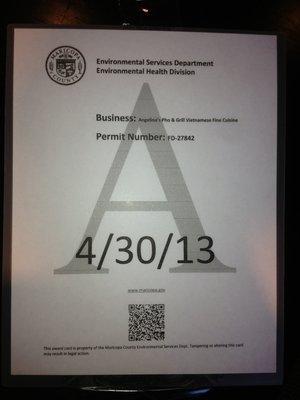 MARICOPA
COUNTY
Environmental Services Department
Environmental Health Division
Business: Angelina's Pho & Grill Vietnamese Fine Cuisine
Permit Number: FD-27842
A
4/30/13
www.maricopa.gov
This award card is property of the Maricopa County Environmental Services Dept. Tampering or altering this card
may result in legal action.